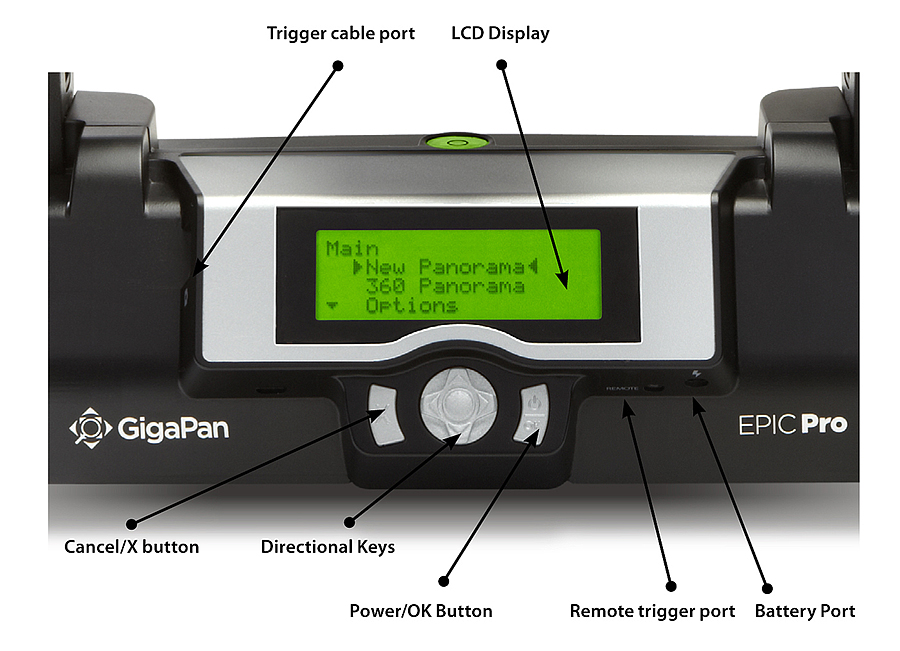 Trigger cable port
LCD Display
Main
New Panorama
360 Panorama
Options
REMOTE
OK
GigaPan
EPIC Pro
Cancel/X button
Directional Keys
Power/OK Button
Remote trigger port
Battery Port